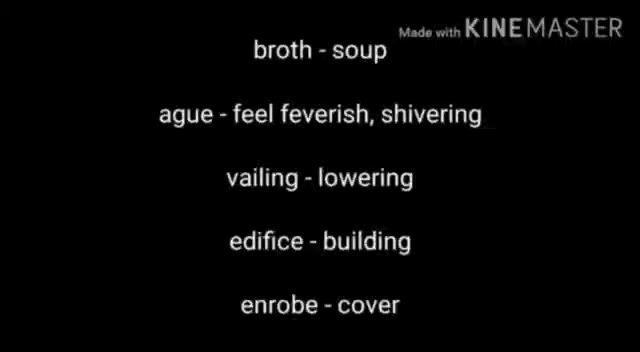 Made with KINEMASTER
broth - soup
ague - feel feverish, shivering
vailing - lowering
edifice - building
enrobe - cover